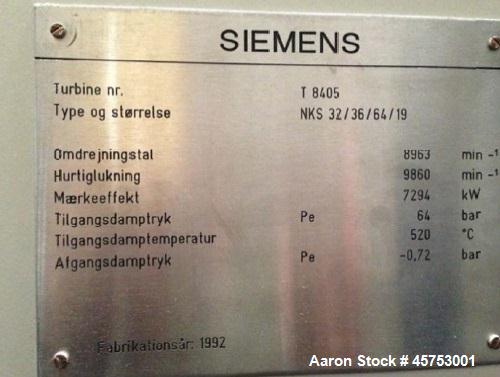 SIEMENS
Turbine nr. T 8405
Type og størrelse NKS 32/36/64/19
Omdrejningstal 8963 min -1
Hurtiglukning 9860 min -1
Mærkeeffekt 7294 kW
Tilgangsdamptryk Pe 64 bar
Tilgangsdamptemperatur 520 °C
Afgangsdamptryk Pe -0,72 bar
Fabrikationsår: 1992
Aaron Stock # 45753001